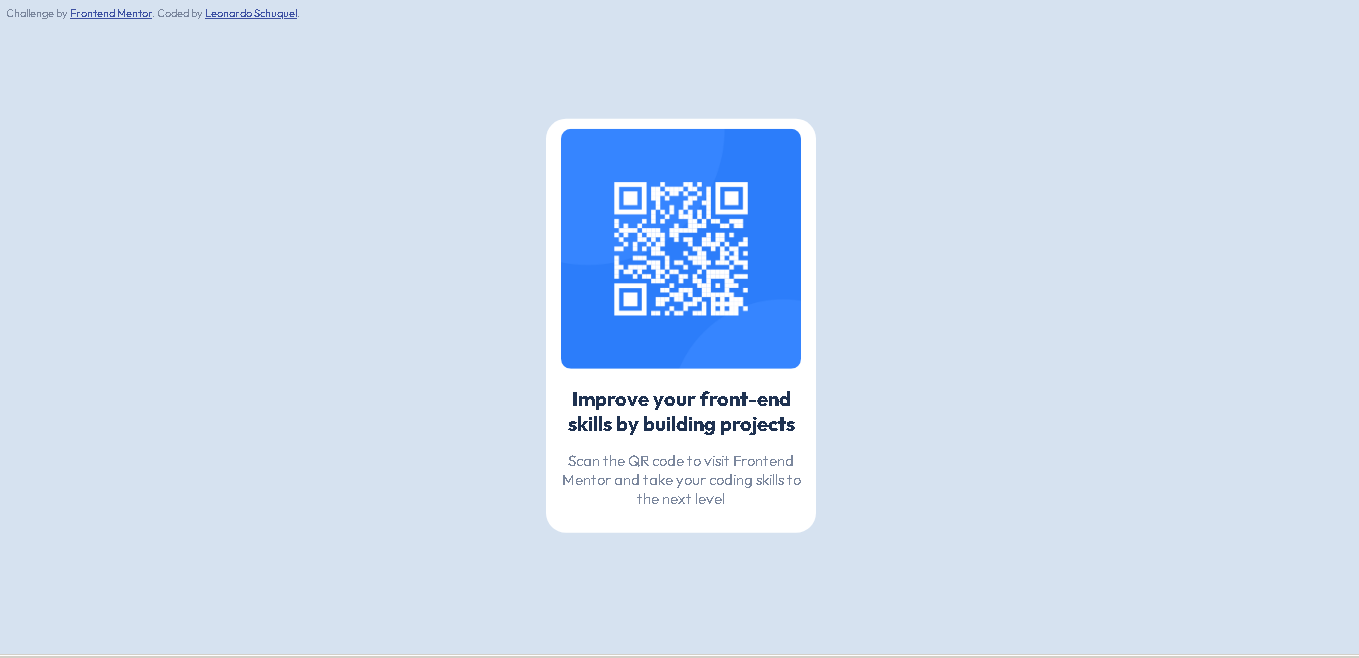 Challenge by Frontend Mentor. Coded by Leonardo Schuquel.
Improve your front-end
skills by building projects
Scan the QR code to visit Frontend
Mentor and take your coding skills to
the next level